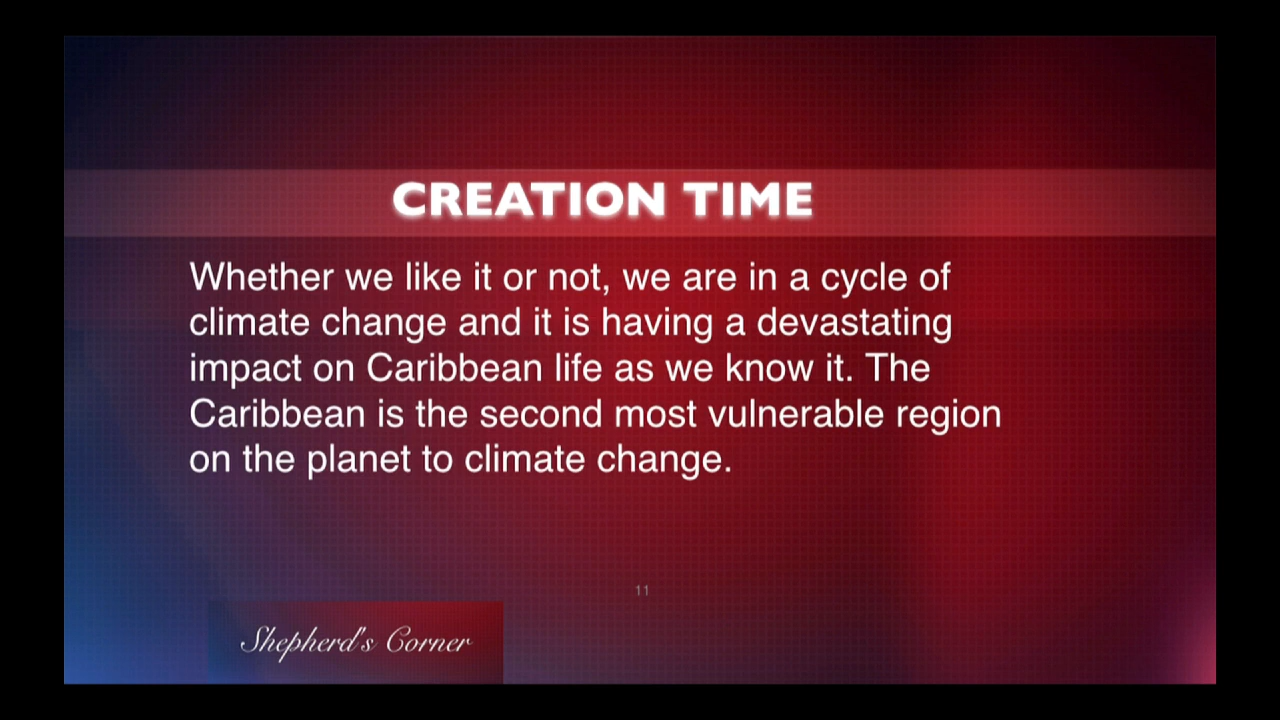 CREATION TIME
Whether we like it or not, we are in a cycle of
climate change and it is having a devastating
impact on Caribbean life as we know it. The
Caribbean is the second most vulnerable region
on the planet to climate change.
11
Shepherd's Corner